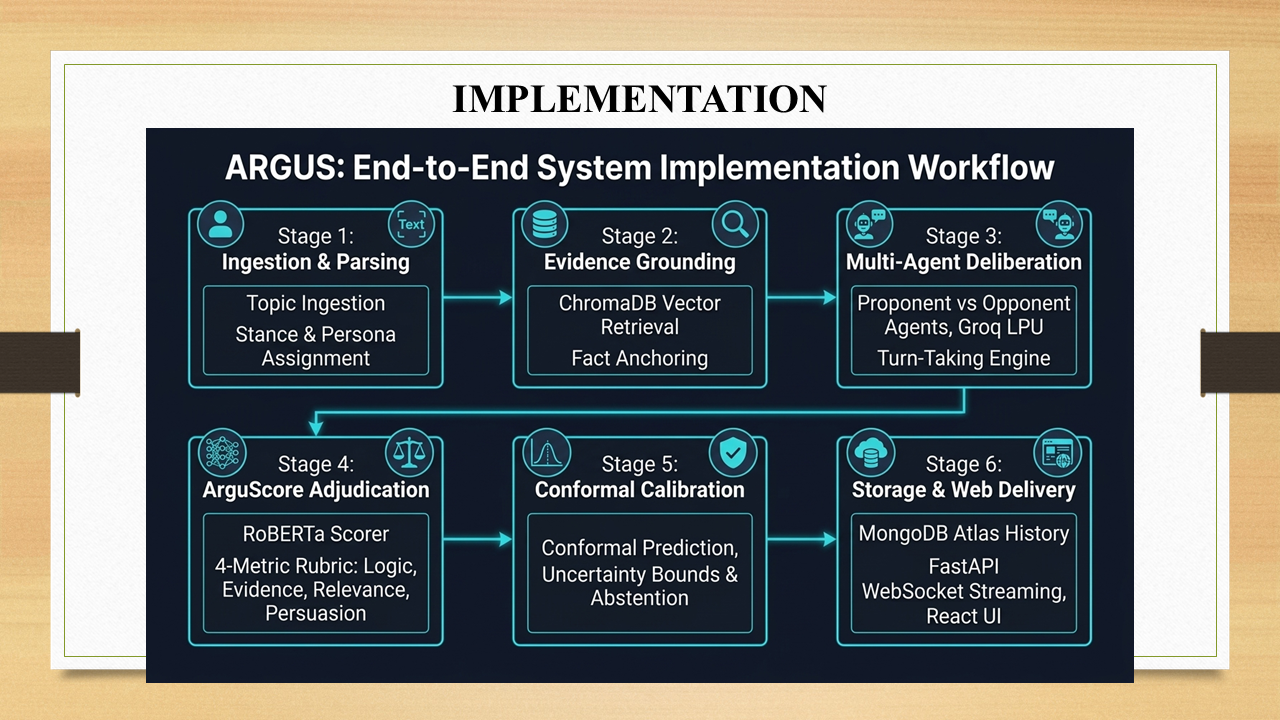 IMPLEMENTATION
ARGUS: End-to-End System Implementation Workflow
Text
Stage 1:
Ingestion & Parsing
Topic Ingestion
Stance & Persona
Assignment
Stage 2:
Evidence Grounding
ChromaDB Vector
Retrieval
Fact Anchoring
Stage 3:
Multi-Agent Deliberation
Proponent vs Opponent
Agents, Groq LPU
Turn-Taking Engine
Stage 4:
ArguScore Adjudication
RoBERTa Scorer
4-Metric Rubric: Logic,
Evidence, Relevance,
Persuasion
Stage 5:
Conformal Calibration
Conformal Prediction,
Uncertainty Bounds &
Abstention
Stage 6:
Storage & Web Delivery
MongoDB Atlas History
FastAPI
WebSocket Streaming,
React UI